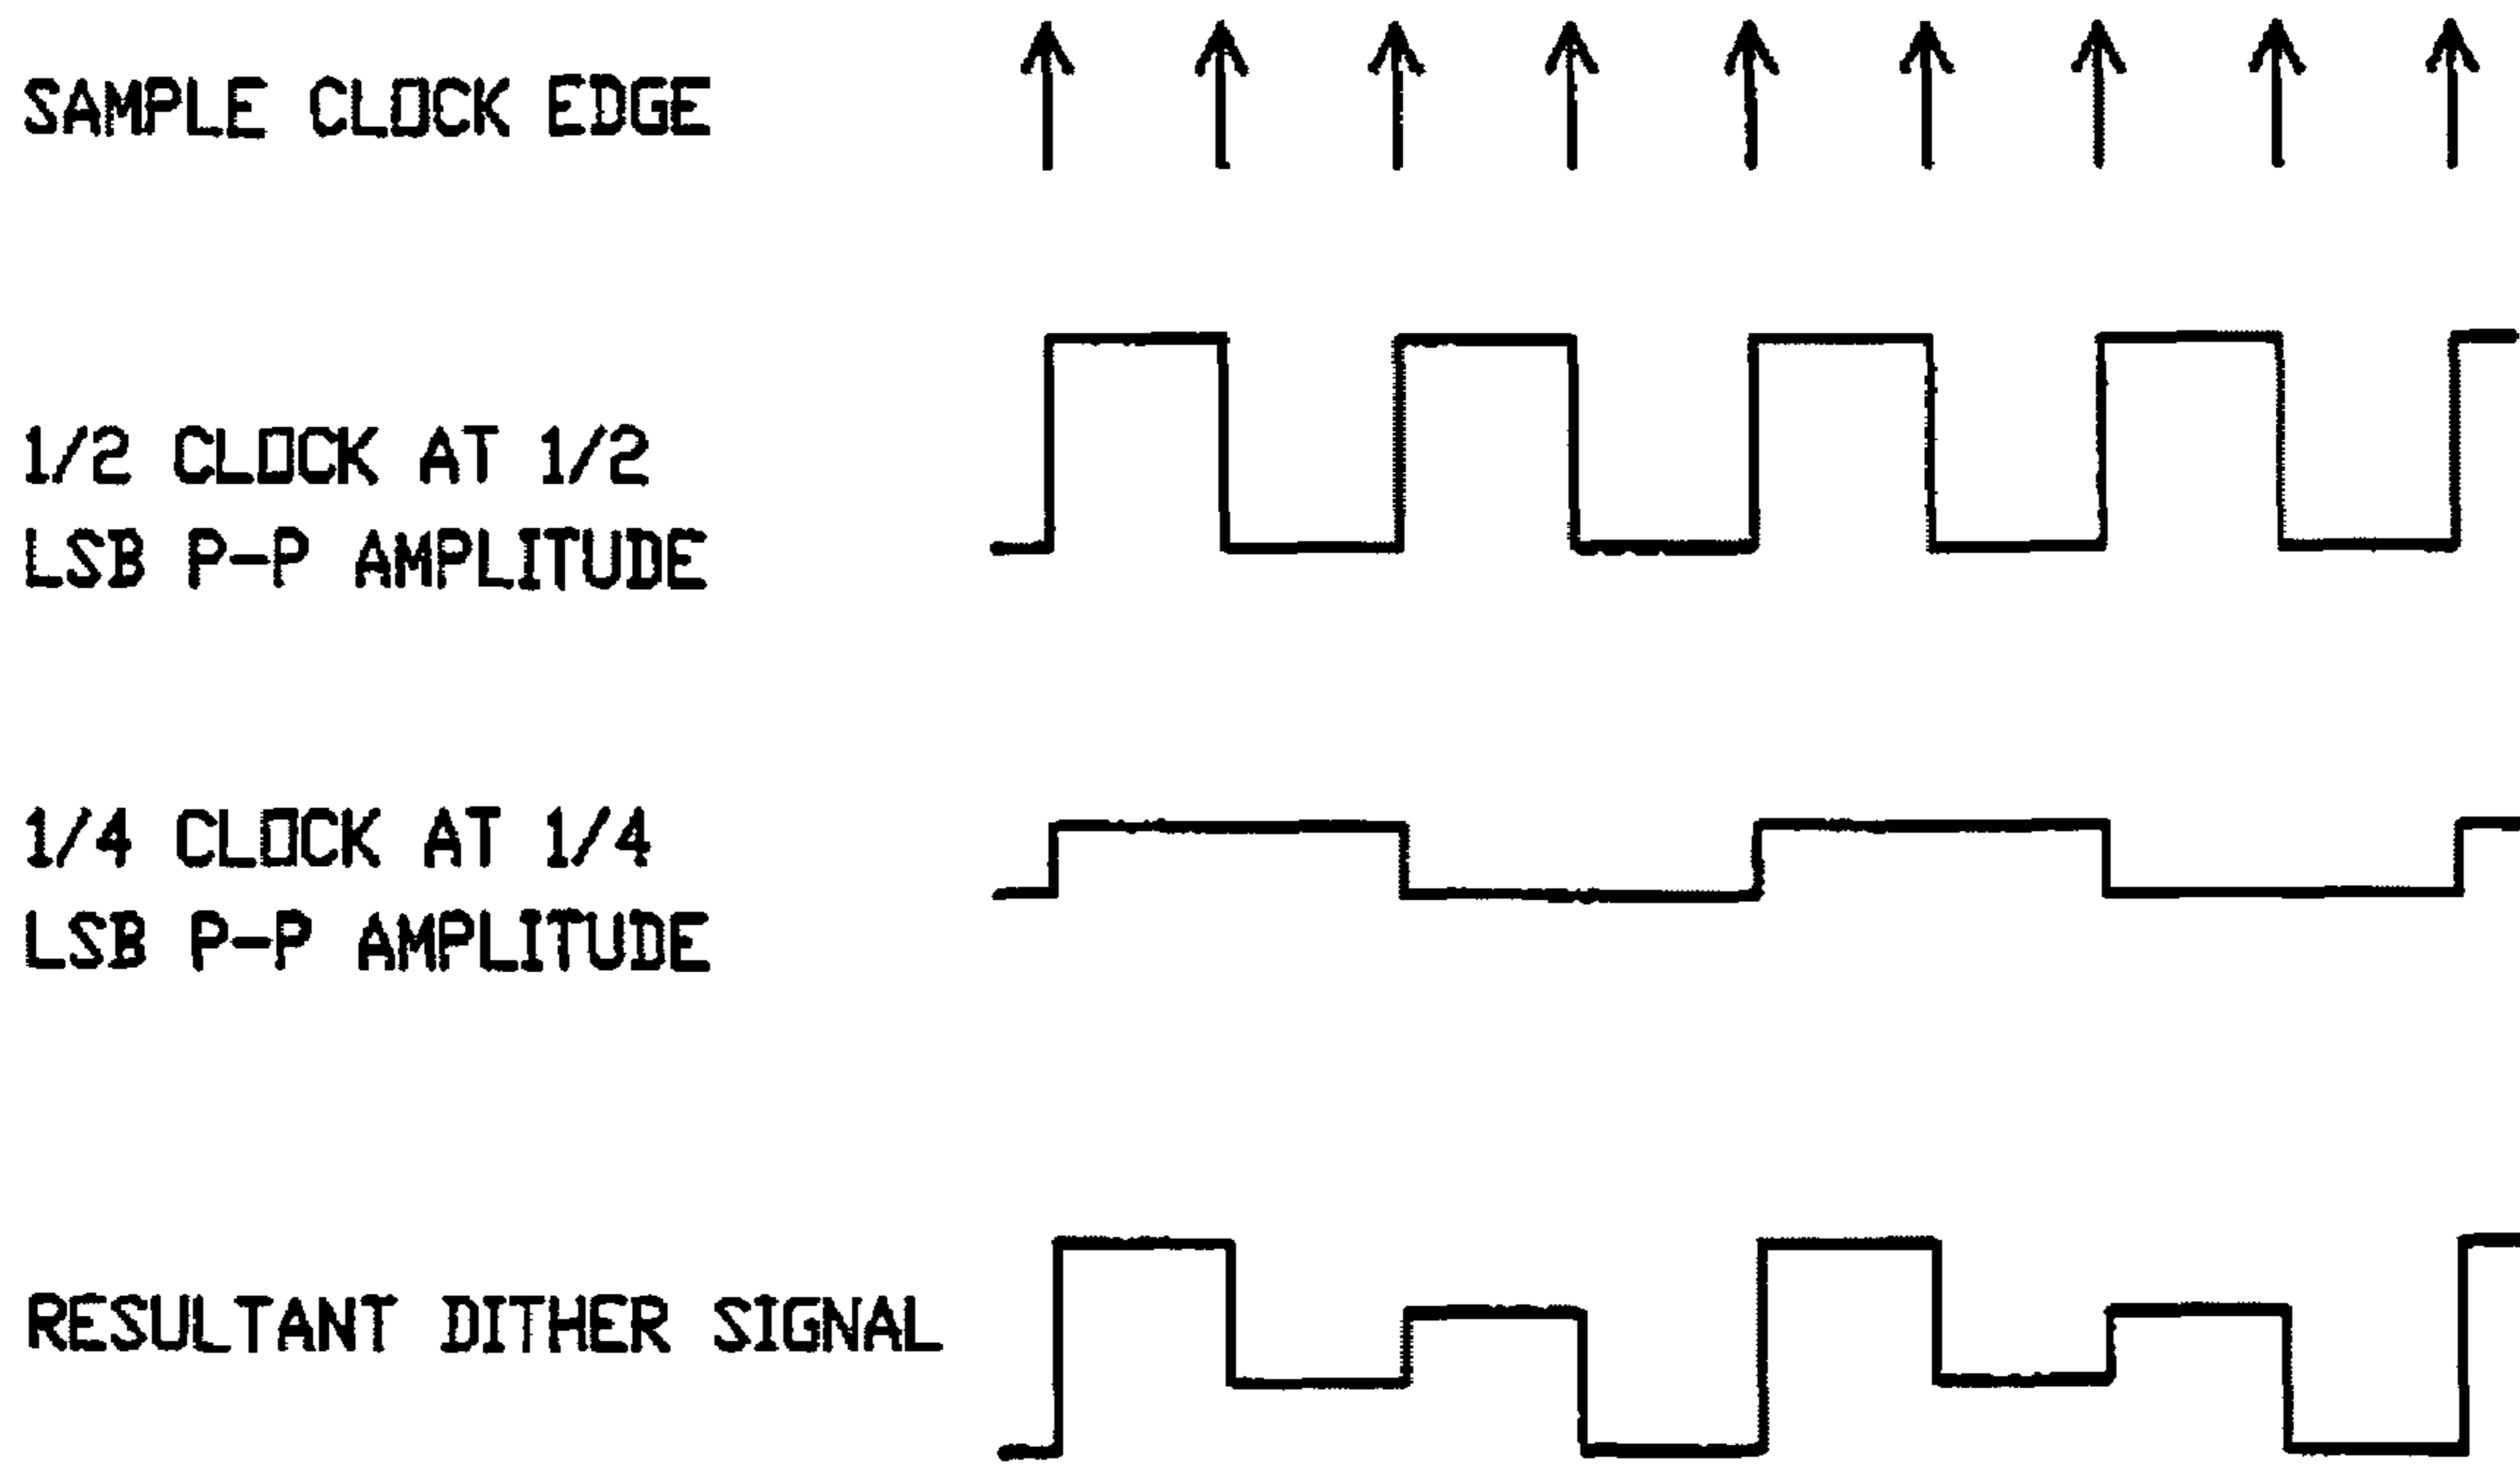 SAMPLE CLOCK EDGE
1/2 CLOCK AT 1/2
LSB P-P AMPLITUDE
1/4 CLOCK AT 1/4
LSB P-P AMPLITUDE
RESULTANT DITHER SIGNAL